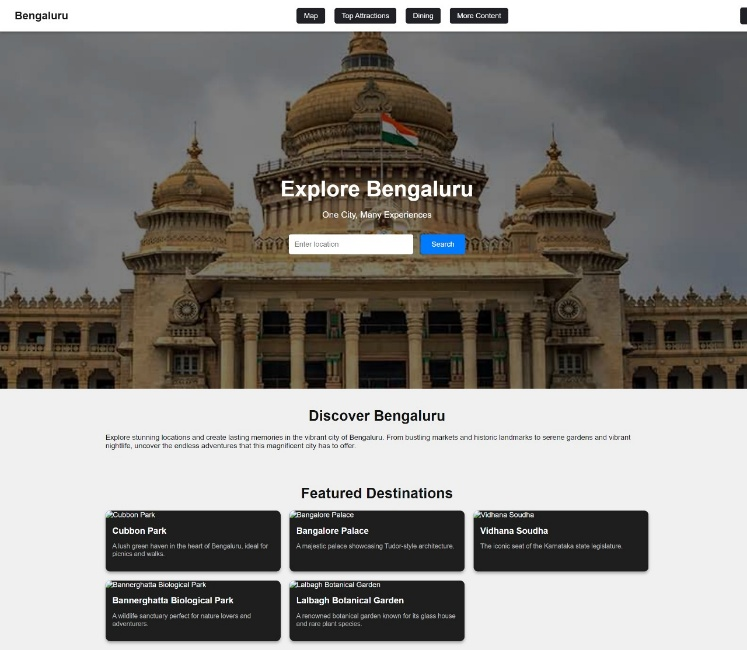 Bengaluru
Map
Top Attractions
Dining
More Content
Explore Bengaluru
One City, Many Experiences
Enter location
Search
Discover Bengaluru
Explore stunning locations and create lasting memories in the vibrant city of Bengaluru. From bustling markets and historic landmarks to serene gardens and vibrant
nightlife, uncover the endless adventures that this magnificent city has to offer.
Featured Destinations
Cubbon Park
Cubbon Park
A lush green haven in the heart of Bengaluru, ideal for
picnics and walks.
Bangalore Palace
Bangalore Palace
A majestic palace showcasing Tudor-style architecture.
Vidhana Soudha
Vidhana Soudha
The iconic seat of the Karnataka state legislature.
Bannerghatta Biological Park
Bannerghatta Biological Park
A wildlife sanctuary perfect for nature lovers and
adventurers.
Lalbagh Botanical Garden
Lalbagh Botanical Garden
A renowned botanical garden known for its glass house
and rare plant species.